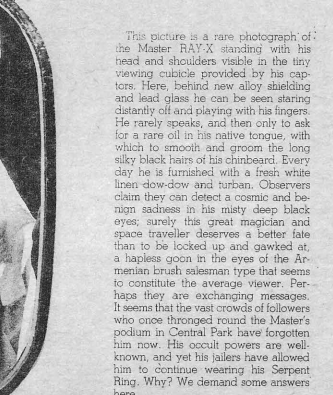 This picture is a rare photograph of
the Master RAY-X standing with his
head and shoulders visible in the tiny
viewing cubicle provided by his cap-
tors. Here, behind new alloy shielding
and lead glass he can be seen staring
distantly off and playing with his fingers.
He rarely speaks, and then only to ask
for a rare oil in his native tongue, with
which to smooth and groom the long
silky black hairs of his chinbeard. Every
day he is furnished with a fresh white
linen dow-dow and turban. Observers
claim they can detect a cosmic and be-
nign sadness in his misty deep black
eyes; surely this great magician and
space traveller deserves a better fate
than to be locked up and gawked at,
a hapless goon in the eyes of the Ar-
menian brush salesman type that seems
to constitute the average viewer. Per-
haps they are exchanging messages.
It seems that the vast crowds of followers
who once thronged round the Master's
podium in Central Park have forgotten
him now. His occult powers are well-
known, and yet his jailers have allowed
him to continue wearing his Serpent
Ring. Why? We demand some answers
here.